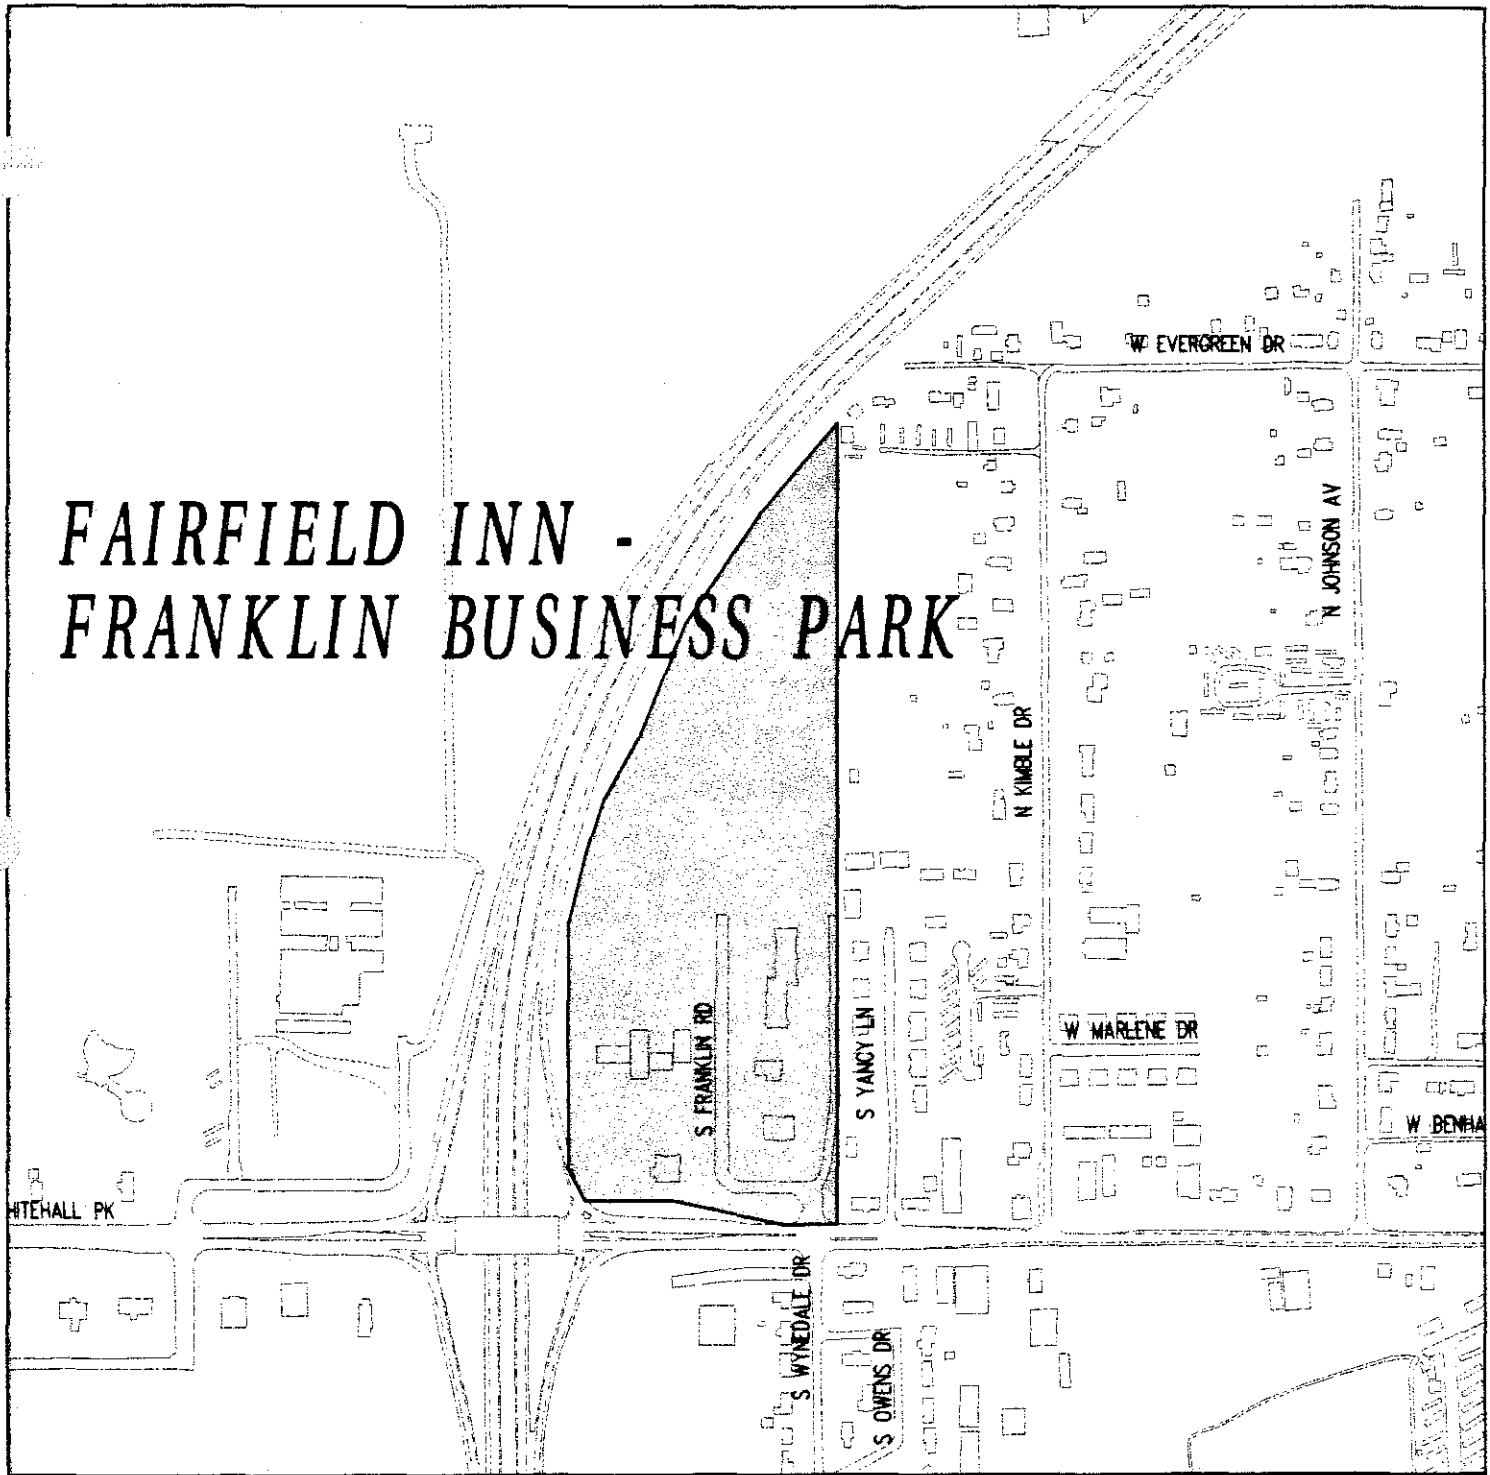 W EVERGREEN DR
FAIRFIELD INN -
FRANKLIN BUSINESS PARK
N JOHNSON AV
N KIMBLE DR
S FRANKLIN RD
S YANCY LN
W MARLENE DR
W BENHA
HITEHALL PK
S WYNEDALE DR
S OWENS DR